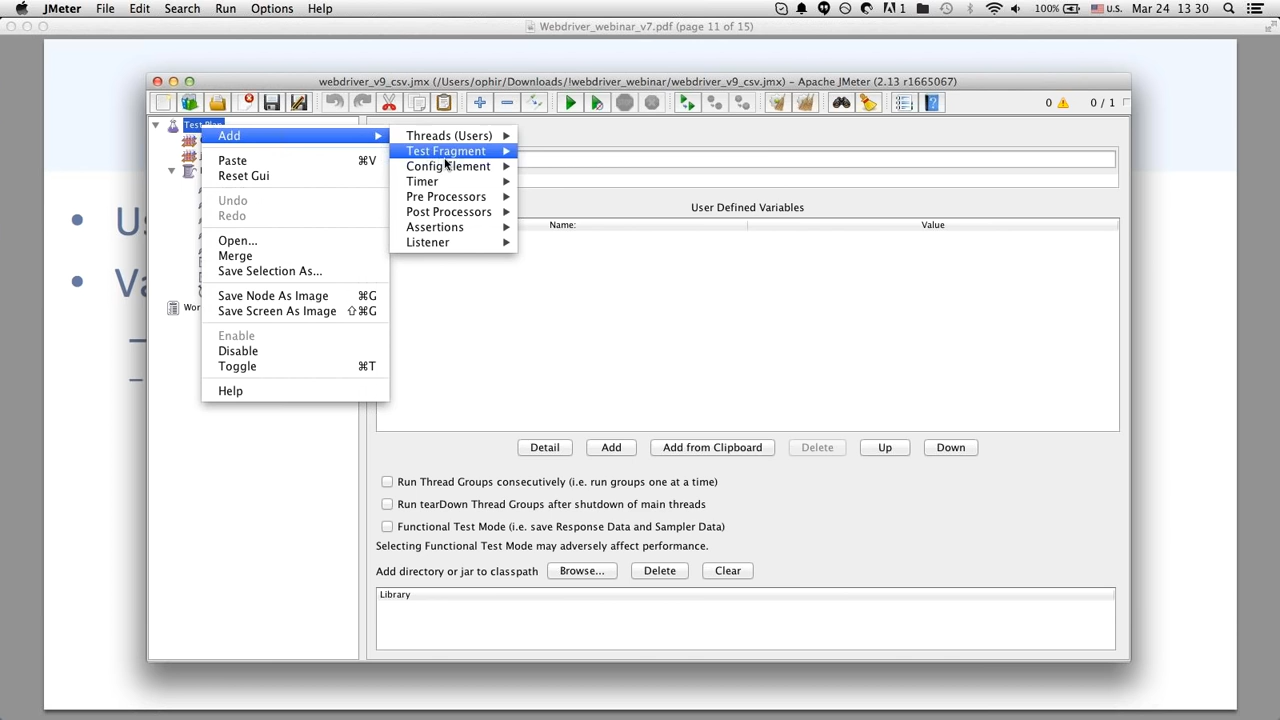 JMeter File Edit Search Run Options Help
1 100% U.S. Mar 24 13 30
Webdriver_webinar_v7.pdf (page 11 of 15)
webdriver_v9_csv.jmx (/Users/ophir/Downloads/!webdriver_webinar/webdriver_v9_csv.jmx) – Apache JMeter (2.13 r1665067)
0 0 / 1
Test Plan
Add
Paste ⌘V
Reset Gui
Undo
Redo
Open...
Merge
Save Selection As...
Save Node As Image ⌘G
Save Screen As Image ⇧⌘G
Enable
Disable
Toggle ⌘T
Help
Threads (Users)
Test Fragment
Config Element
Timer
Pre Processors
Post Processors
Assertions
Listener
User Defined Variables
Name: Value
Detail Add Add from Clipboard Delete Up Down
Run Thread Groups consecutively (i.e. run groups one at a time)
Run tearDown Thread Groups after shutdown of main threads
Functional Test Mode (i.e. save Response Data and Sampler Data)
Selecting Functional Test Mode may adversely affect performance.
Add directory or jar to classpath Browse... Delete Clear
Library